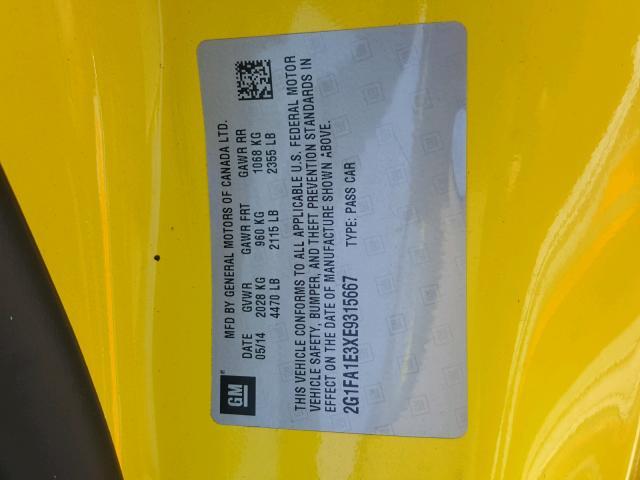 MFD BY GENERAL MOTORS OF CANADA LTD.
DATE GVWR GAWR FRT GAWR RR
05/14 2028 KG 960 KG 1068 KG
4470 LB 2115 LB 2355 LB
GM
THIS VEHICLE CONFORMS TO ALL APPLICABLE U.S. FEDERAL MOTOR
VEHICLE SAFETY, BUMPER, AND THEFT PREVENTION STANDARDS IN
EFFECT ON THE DATE OF MANUFACTURE SHOWN ABOVE.
2G1FA1E3XE9315667 TYPE: PASS CAR